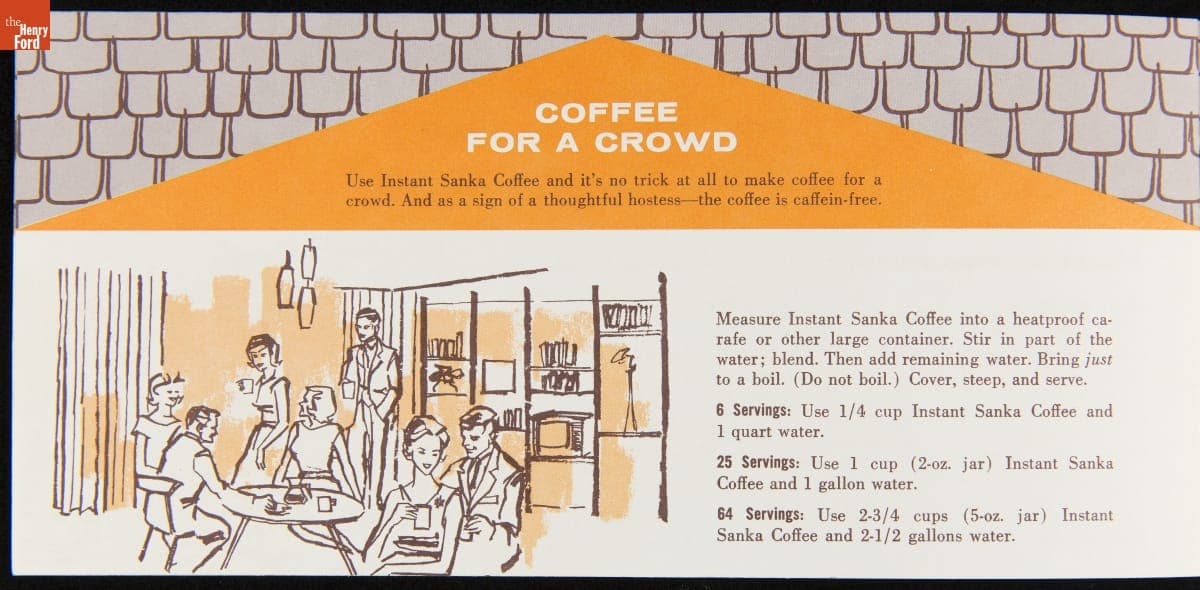 the
Henry
Ford
COFFEE
FOR A CROWD
Use Instant Sanka Coffee and it's no trick at all to make coffee for a
crowd. And as a sign of a thoughtful hostess—the coffee is caffein-free.
Measure Instant Sanka Coffee into a heatproof ca-
rafe or other large container. Stir in part of the
water; blend. Then add remaining water. Bring just
to a boil. (Do not boil.) Cover, steep, and serve.
6 Servings: Use 1/4 cup Instant Sanka Coffee and
1 quart water.
25 Servings: Use 1 cup (2-oz. jar) Instant Sanka
Coffee and 1 gallon water.
64 Servings: Use 2-3/4 cups (5-oz. jar) Instant
Sanka Coffee and 2-1/2 gallons water.